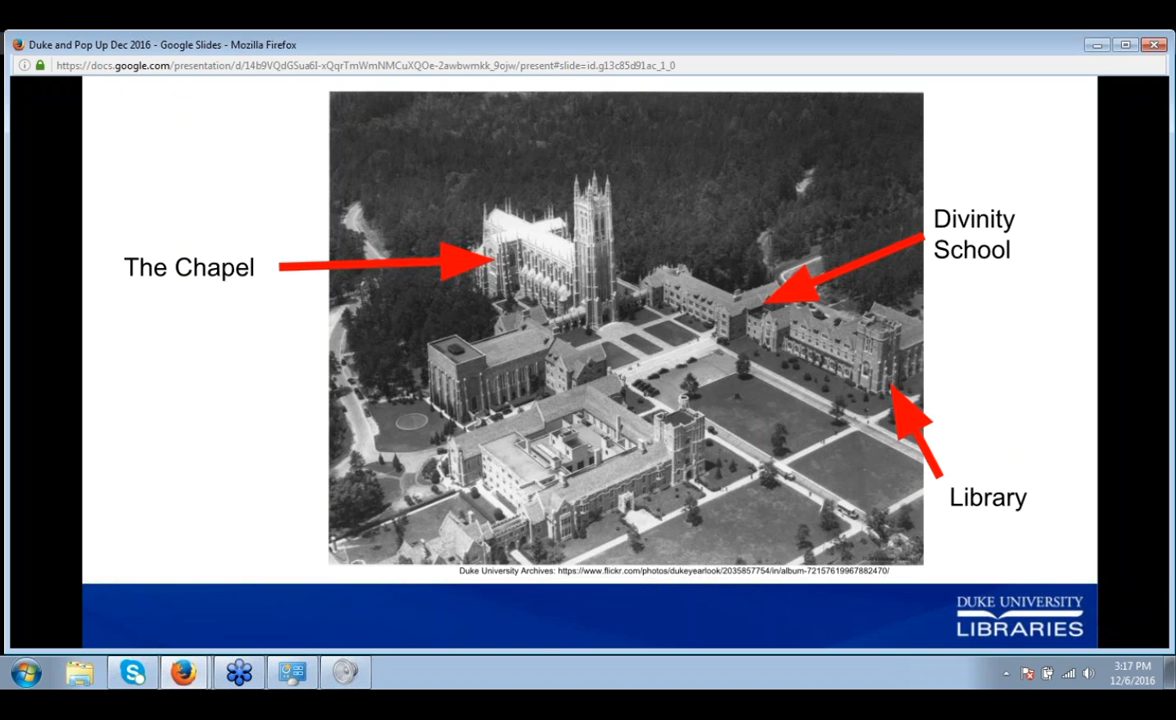 Duke and Pop Up Dec 2016 - Google Slides - Mozilla Firefox
https://docs.google.com/presentation/d/14b9VQdGSua6I-xQqrTmWmNMCuXQOe-2awbwmkk_9ojw/present#slide=id.g13c85d91ac_1_0
The Chapel
Divinity
School
Library
Duke University Archives: https://www.flickr.com/photos/dukeyearlook/2035857754/in/album-72157619967882470/
DUKE UNIVERSITY
LIBRARIES
3:17 PM
12/6/2016